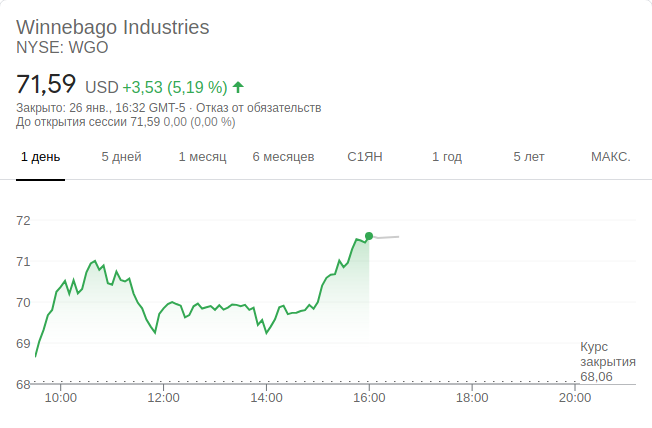 Winnebago Industries
NYSE: WGO
71,59 USD +3,53 (5,19 %)
Закрыто: 26 янв., 16:32 GMT-5 · Отказ от обязательств
До открытия сессии 71,59 0,00 (0,00 %)
1 день 5 дней 1 месяц 6 месяцев С1ЯН 1 год 5 лет МАКС.
72
71
70
69
68
Курс
закрытия
68,06
10:00 12:00 14:00 16:00 18:00 20:00